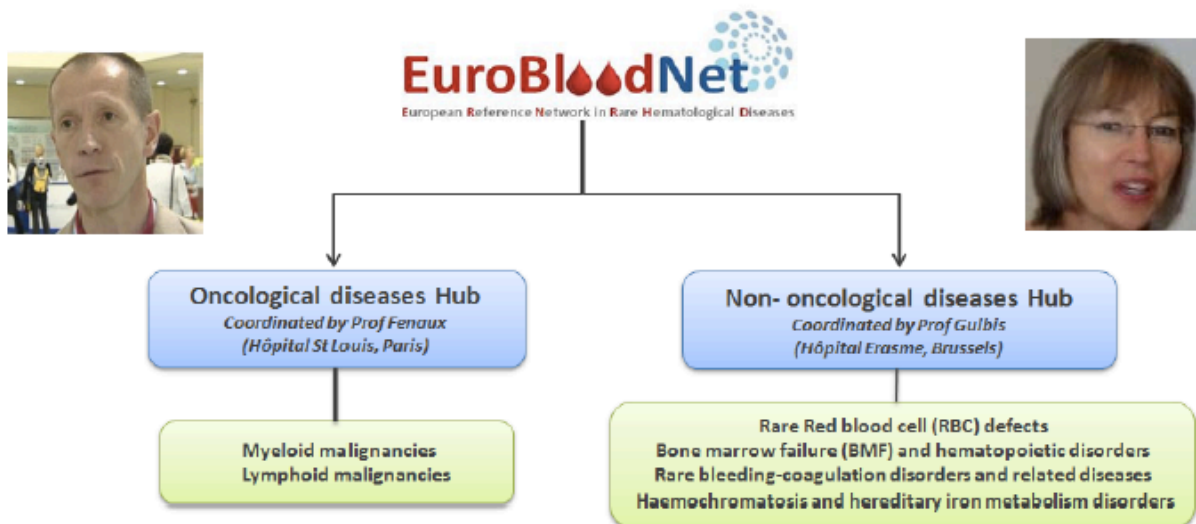 EuroBloodNet
European Reference Network in Rare Hematological Diseases
Oncological diseases Hub
Coordinated by Prof Fenaux
(Hôpital St Louis, Paris)
Non- oncological diseases Hub
Coordinated by Prof Gulbis
(Hôpital Erasme, Brussels)
Myeloid malignancies
Lymphoid malignancies
Rare Red blood cell (RBC) defects
Bone marrow failure (BMF) and hematopoietic disorders
Rare bleeding-coagulation disorders and related diseases
Haemochromatosis and hereditary iron metabolism disorders